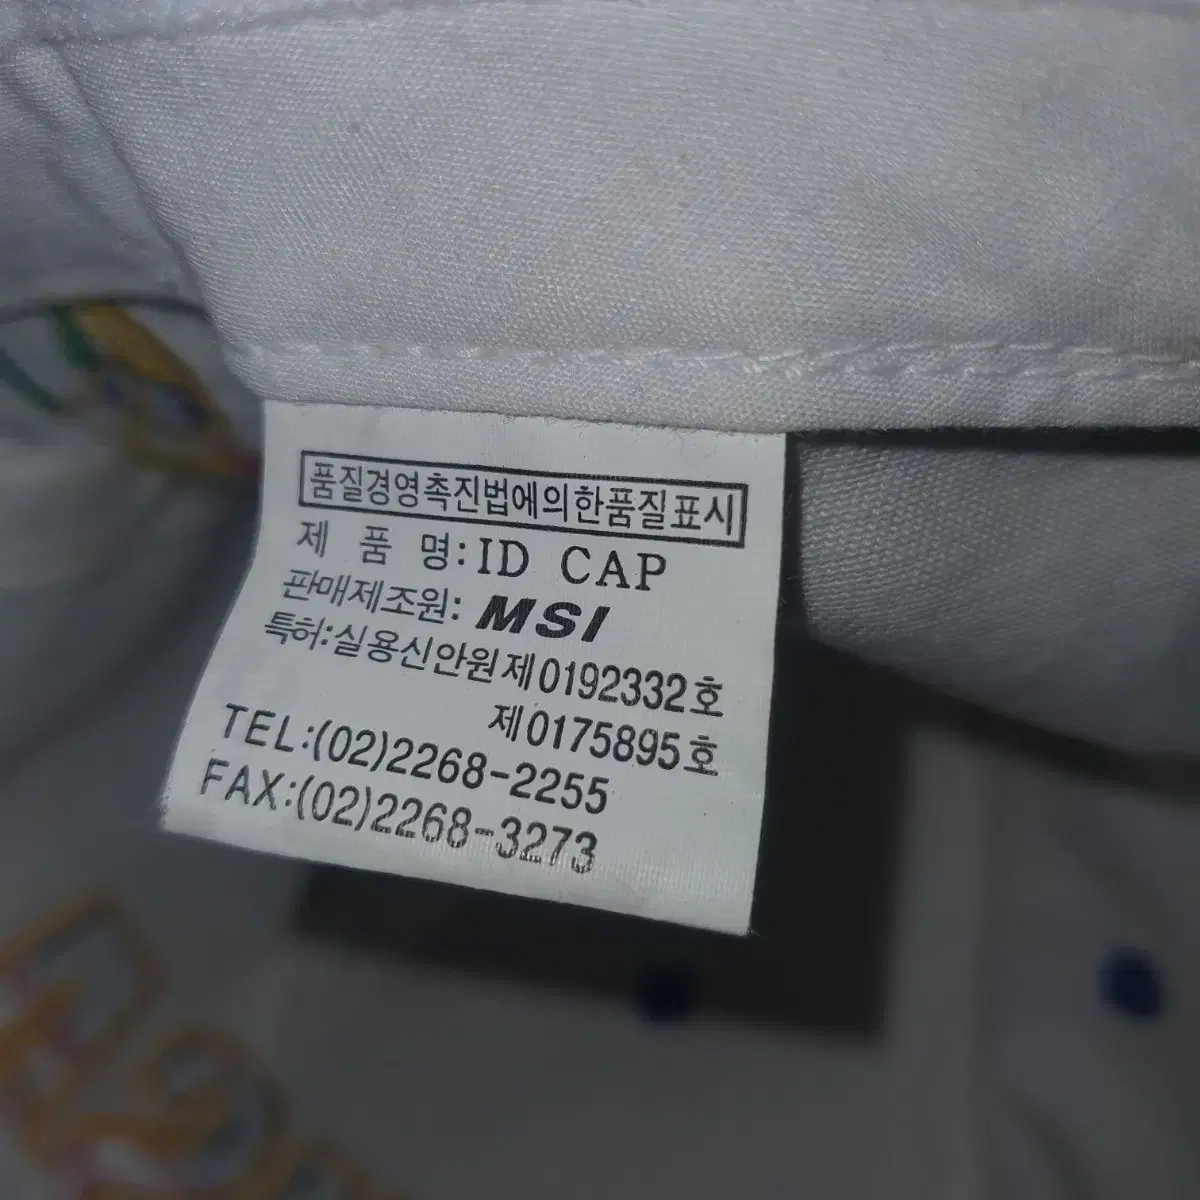 품질경영촉진법에의한품질표시
제 품 명: ID CAP
판매제조원: MSI
특허:실용신안원 제0192332호
제0175895호
TEL:(02)2268-2255
FAX:(02)2268-3273